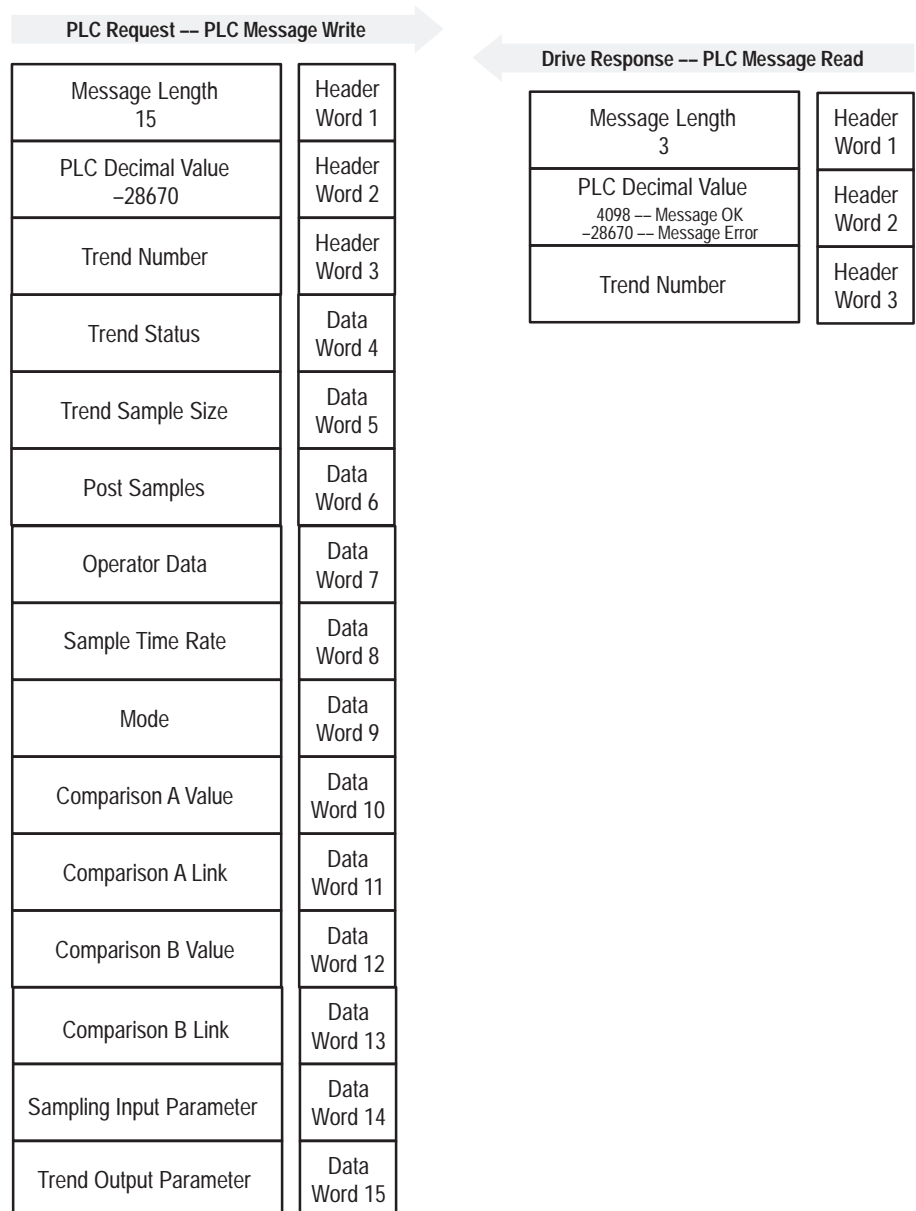 PLC Request –– PLC Message Write
Message Length
15
Header
Word 1
PLC Decimal Value
–28670
Header
Word 2
Trend Number
Header
Word 3
Trend Status
Data
Word 4
Trend Sample Size
Data
Word 5
Post Samples
Data
Word 6
Operator Data
Data
Word 7
Sample Time Rate
Data
Word 8
Mode
Data
Word 9
Comparison A Value
Data
Word 10
Comparison A Link
Data
Word 11
Comparison B Value
Data
Word 12
Comparison B Link
Data
Word 13
Sampling Input Parameter
Data
Word 14
Trend Output Parameter
Data
Word 15
Drive Response –– PLC Message Read
Message Length
3
Header
Word 1
PLC Decimal Value
4098 –– Message OK
–28670 –– Message Error
Header
Word 2
Trend Number
Header
Word 3